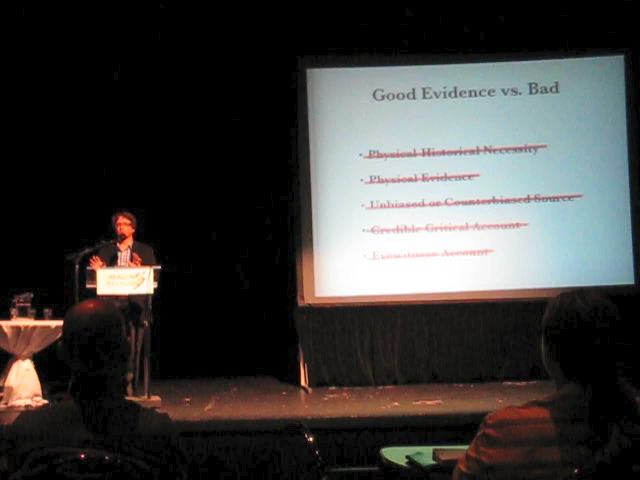 Good Evidence vs. Bad
• Physical Historical Necessity
• Physical Evidence
• Unbiased or Counterbiased Source
• Credible Critical Account
• Eyewitness Account